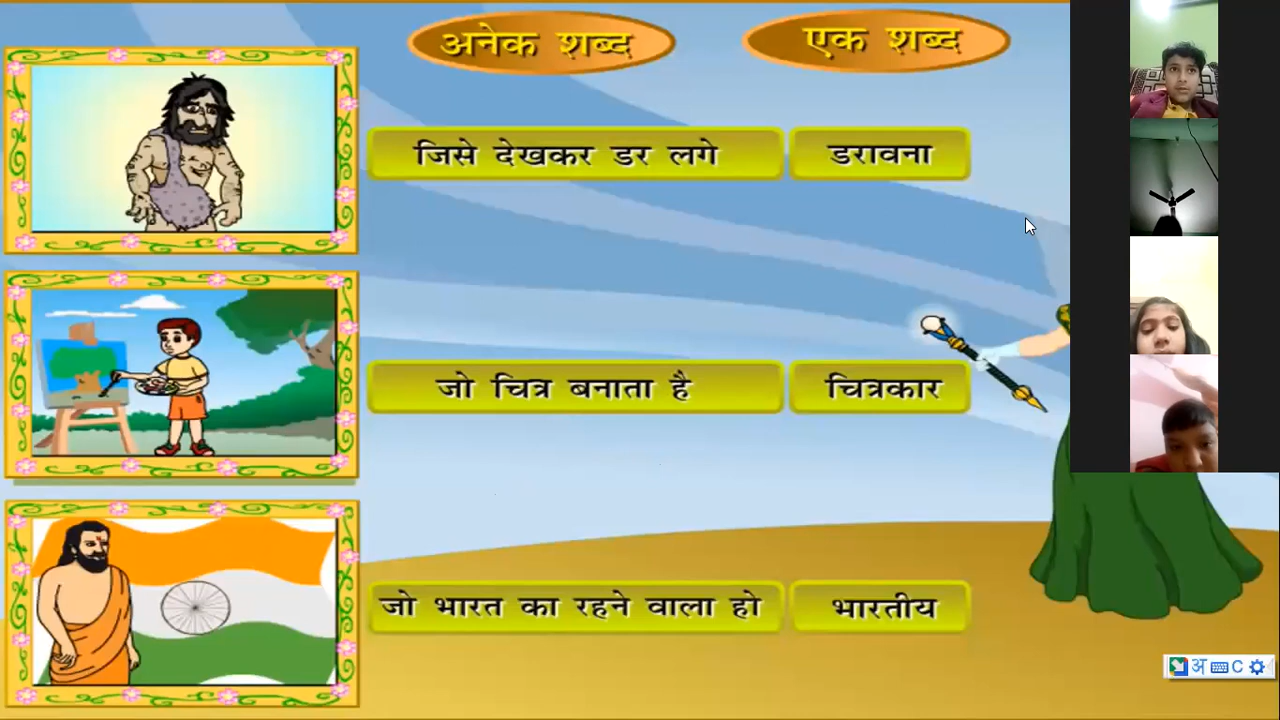 अनेक शब्द
एक शब्द
जिसे देखकर डर लगे
डरावना
जो चित्र बनाता है
चित्रकार
जो भारत का रहने वाला हो
भारतीय
अ C